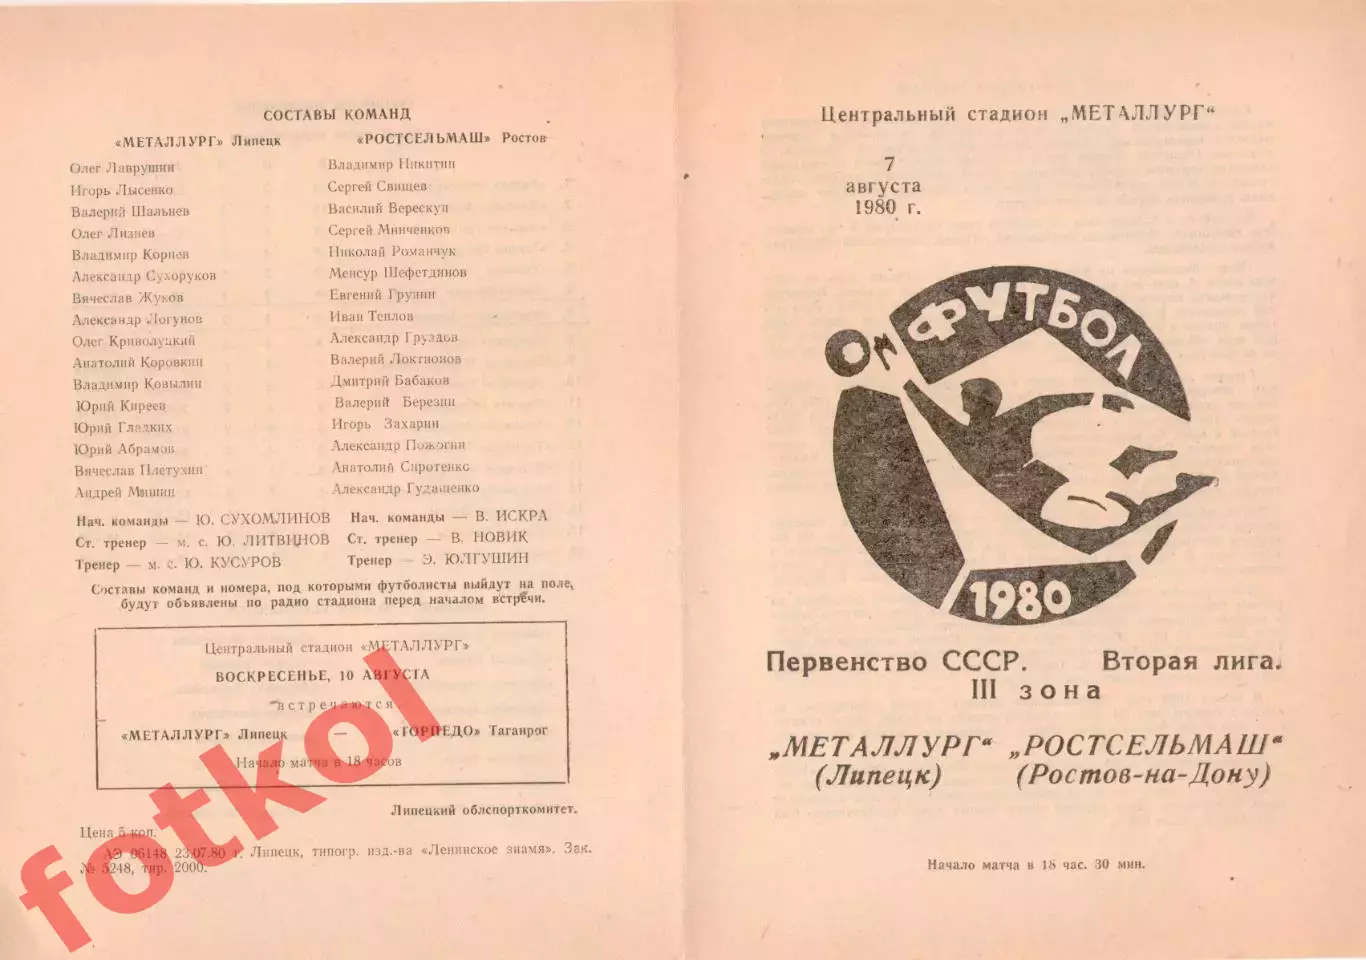 СОСТАВЫ КОМАНД
«МЕТАЛЛУРГ» Липецк «РОСТСЕЛЬМАШ» Ростов
Олег Лаврушин Владимир Никитин
Игорь Лысенко Сергей Свищев
Валерий Шальнев Василий Верескун
Олег Лизнев Сергей Минченков
Владимир Корнев Николай Романчук
Александр Сухоруков Менсур Шефетдинов
Вячеслав Жуков Евгений Грунин
Александр Логунов Иван Теплов
Олег Криволуцкий Александр Груздов
Анатолий Коровкин Валерий Локтионов
Владимир Ковылин Дмитрий Бабаков
Юрий Киреев Валерий Березин
Юрий Гладких Игорь Захарин
Юрий Абрамов Александр Пожогин
Вячеслав Плетухин Анатолий Сиротенко
Андрей Мишин Александр Гудашенко
Нач. команды — Ю. СУХОМЛИНОВ Нач. команды — В. ИСКРА
Ст. тренер — м. с. Ю. ЛИТВИНОВ Ст. тренер — В. НОВИК
Тренер — м. с. Ю. КУСУРОВ Тренер — Э. ЮЛГУШИН
Составы команд и номера, под которыми футболисты выйдут на поле,
будут объявлены по радио стадиона перед началом встречи.
Центральный стадион «МЕТАЛЛУРГ»
ВОСКРЕСЕНЬЕ, 10 АВГУСТА
встречаются
«МЕТАЛЛУРГ» Липецк — «ТОРПЕДО» Таганрог
Начало матча в 18 часов
Липецкий облспорткомитет.
Цена 5 коп.
АЭ 06148 23.07.80 г. Липецк, типогр. изд-ва «Ленинское знамя». Зак.
№ 5248, тир. 2000.
fotkol
Центральный стадион „МЕТАЛЛУРГ“
7
августа
1980 г.
ФУТБОЛ
1980
Первенство СССР. Вторая лига.
III зона
„МЕТАЛЛУРГ“ „РОСТСЕЛЬМАШ“
(Липецк) (Ростов-на-Дону)
Начало матча в 18 час. 30 мин.